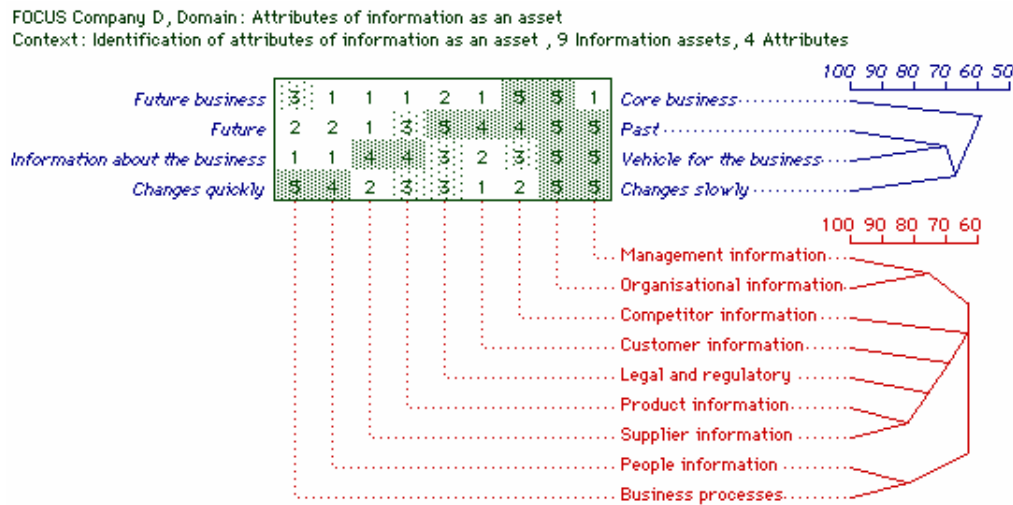 FOCUS Company D, Domain: Attributes of information as an asset
Context: Identification of attributes of information as an asset , 9 Information assets, 4 Attributes
100 90 80 70 60 50
Future business 3 1 1 1 2 1 5 5 1 Core business
Future 2 2 1 3 5 4 4 5 5 Past
Information about the business 1 1 4 4 3 2 3 5 5 Vehicle for the business
Changes quickly 5 4 2 3 3 1 2 5 5 Changes slowly
100 90 80 70 60
Management information
Organisational information
Competitor information
Customer information
Legal and regulatory
Product information
Supplier information
People information
Business processes